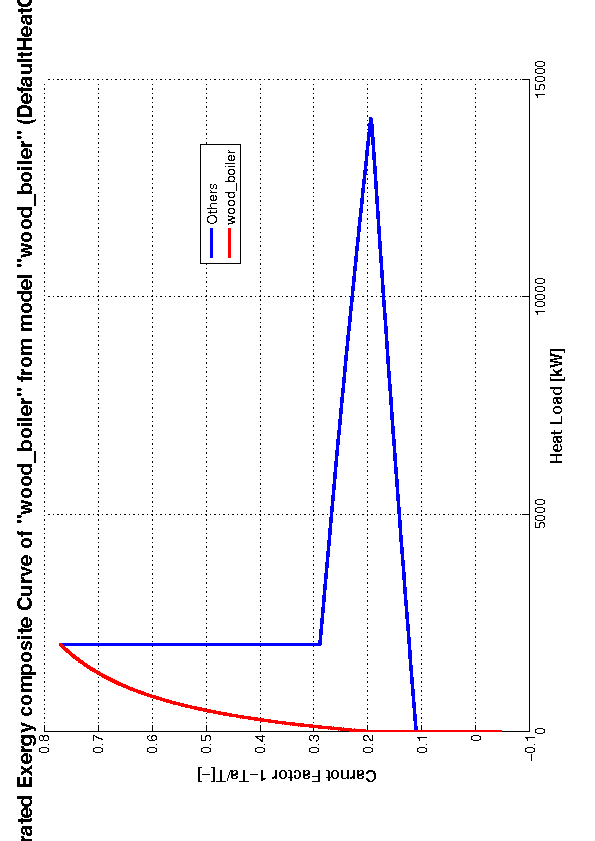 rated Exergy composite Curve of "wood_boiler" from model "wood_boiler" (DefaultHeatC
0.8
0.7
0.6
0.5
0.4
0.3
0.2
0.1
0
−0.1
Carnot Factor 1−Ta/T[−]
Others
wood_boiler
0
5000
10000
15000
Heat Load [kW]